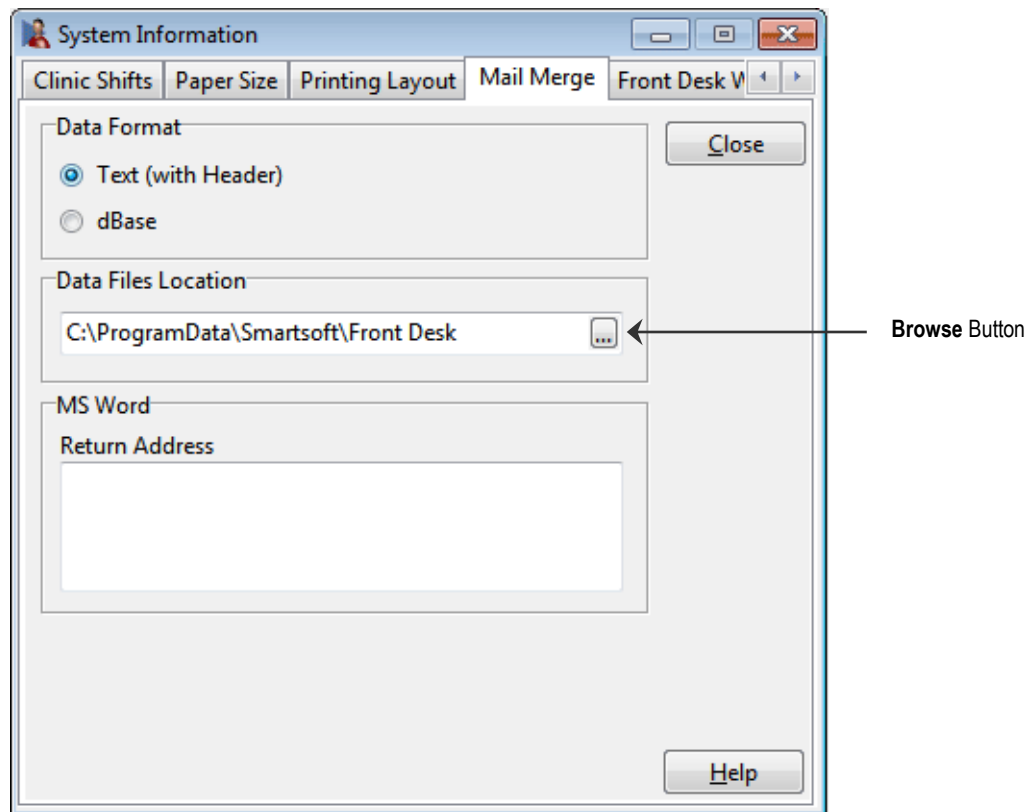 System Information
Clinic Shifts Paper Size Printing Layout Mail Merge Front Desk
Data Format
Close
Text (with Header)
dBase
Data Files Location
C:\ProgramData\Smartsoft\Front Desk ...
Browse Button
MS Word
Return Address
Help